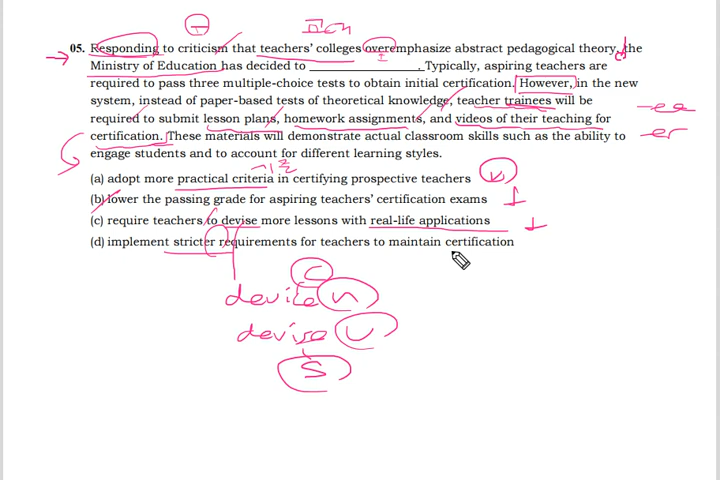 05. Responding to criticism that teachers' colleges overemphasize abstract pedagogical theory, the
Ministry of Education has decided to ____________________. Typically, aspiring teachers are
required to pass three multiple-choice tests to obtain initial certification. However, in the new
system, instead of paper-based tests of theoretical knowledge, teacher trainees will be
required to submit lesson plans, homework assignments, and videos of their teaching for
certification. These materials will demonstrate actual classroom skills such as the ability to
engage students and to account for different learning styles.
-ee
-er
기준
(a) adopt more practical criteria in certifying prospective teachers
(b) lower the passing grade for aspiring teachers' certification exams
(c) require teachers to devise more lessons with real-life applications
(d) implement stricter requirements for teachers to maintain certification
C
device n
devise v
S